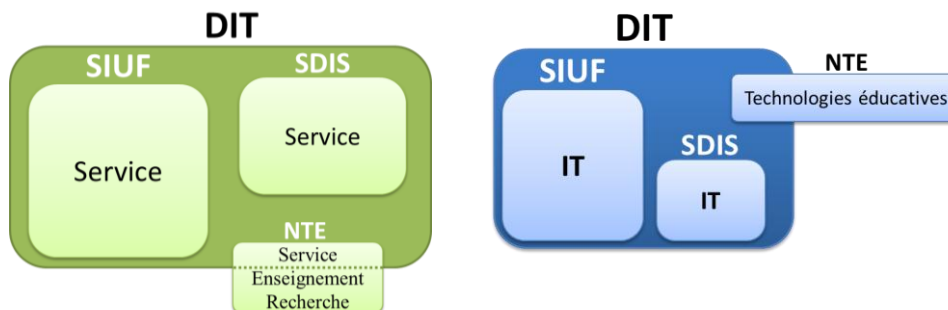 DIT
SIUF
SDIS
Service
Service
NTE
Service
Enseignement
Recherche
DIT
SIUF
NTE
Technologies éducatives
SDIS
IT
IT